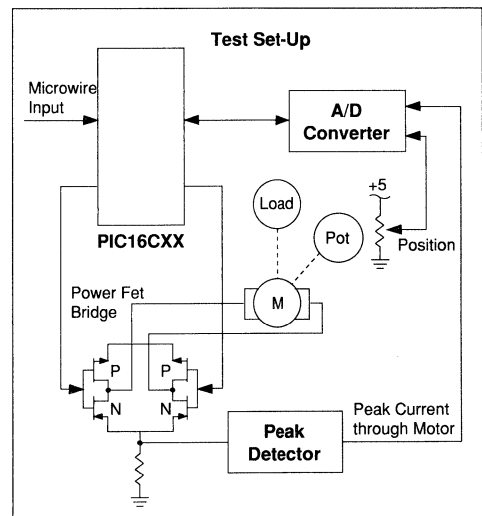 Test Set-Up
Microwire
Input
A/D
Converter
+5
Load
Pot
Position
PIC16CXX
M
Power Fet
Bridge
P
P
N
N
Peak
Detector
Peak Current
through Motor